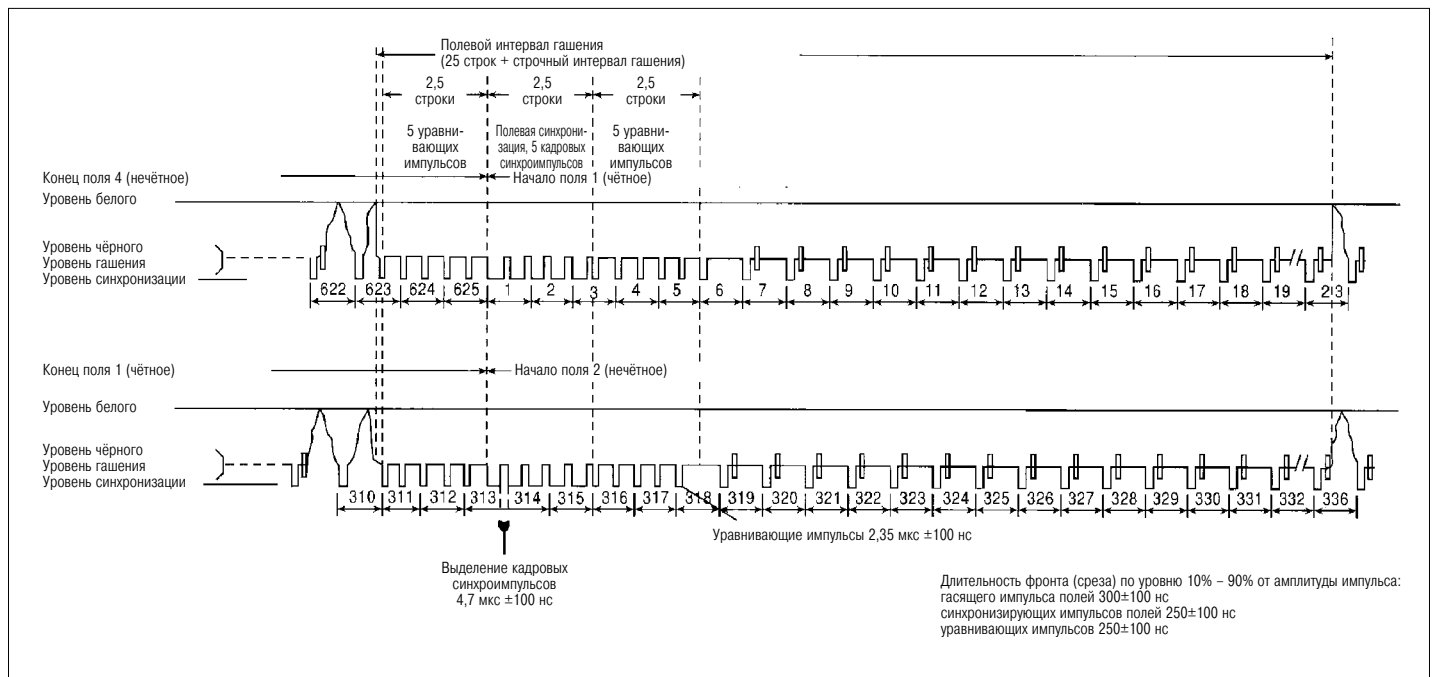 Полевой интервал гашения
(25 строк + строчный интервал гашения)
2,5 строки
2,5 строки
2,5 строки
5 уравни-
вающих
импульсов
Полевая синхрони-
зация, 5 кадровых
синхроимпульсов
5 уравни-
вающих
импульсов
Конец поля 4 (нечётное)
Начало поля 1 (чётное)
Уровень белого
Уровень чёрного
Уровень гашения
Уровень синхронизации
622 623 624 625 1 2 3 4 5 6 7 8 9 10 11 12 13 14 15 16 17 18 19 23
Конец поля 1 (чётное)
Начало поля 2 (нечётное)
Уровень белого
Уровень чёрного
Уровень гашения
Уровень синхронизации
310 311 312 313 314 315 316 317 318 319 320 321 322 323 324 325 326 327 328 329 330 331 332 336
Уравнивающие импульсы 2,35 мкс ±100 нс
Выделение кадровых
синхроимпульсов
4,7 мкс ±100 нс
Длительность фронта (среза) по уровню 10% – 90% от амплитуды импульса:
гасящего импульса полей 300±100 нс
синхронизирующих импульсов полей 250±100 нс
уравнивающих импульсов 250±100 нс